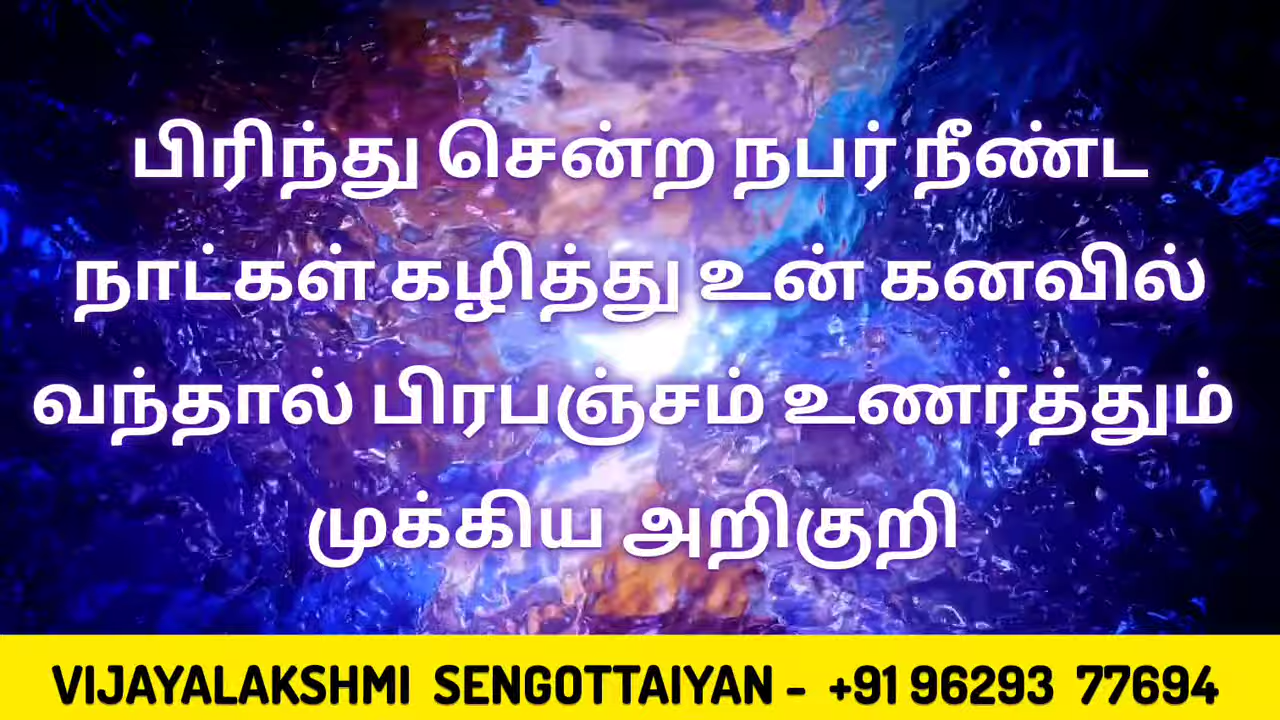 பிரிந்து சென்ற நபர் நீண்ட
நாட்கள் கழித்து உன் கனவில்
வந்தால் பிரபஞ்சம் உணர்த்தும்
முக்கிய அறிகுறி
VIJAYALAKSHMI SENGOTTAIYAN - +91 96293 77694